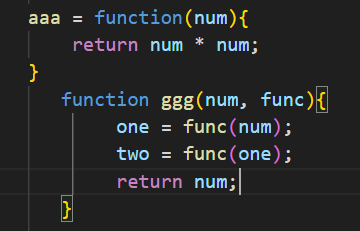 aaa = function(num){
    return num * num;
}
   function ggg(num, func){
       one = func(num);
       two = func(one);
       return num;
   }